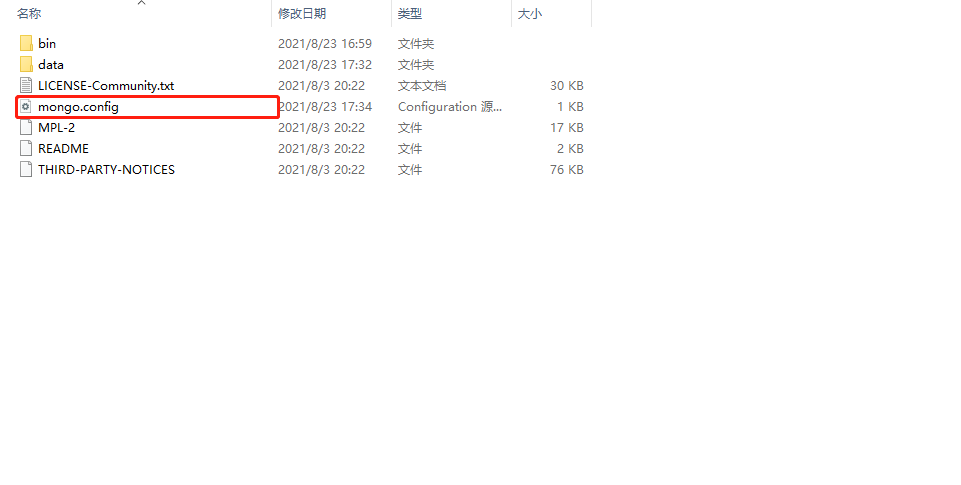 名称 修改日期 类型 大小
bin 2021/8/23 16:59 文件夹
data 2021/8/23 17:32 文件夹
LICENSE-Community.txt 2021/8/3 20:22 文本文档 30 KB
mongo.config 2021/8/23 17:34 Configuration 源... 1 KB
MPL-2 2021/8/3 20:22 文件 17 KB
README 2021/8/3 20:22 文件 2 KB
THIRD-PARTY-NOTICES 2021/8/3 20:22 文件 76 KB